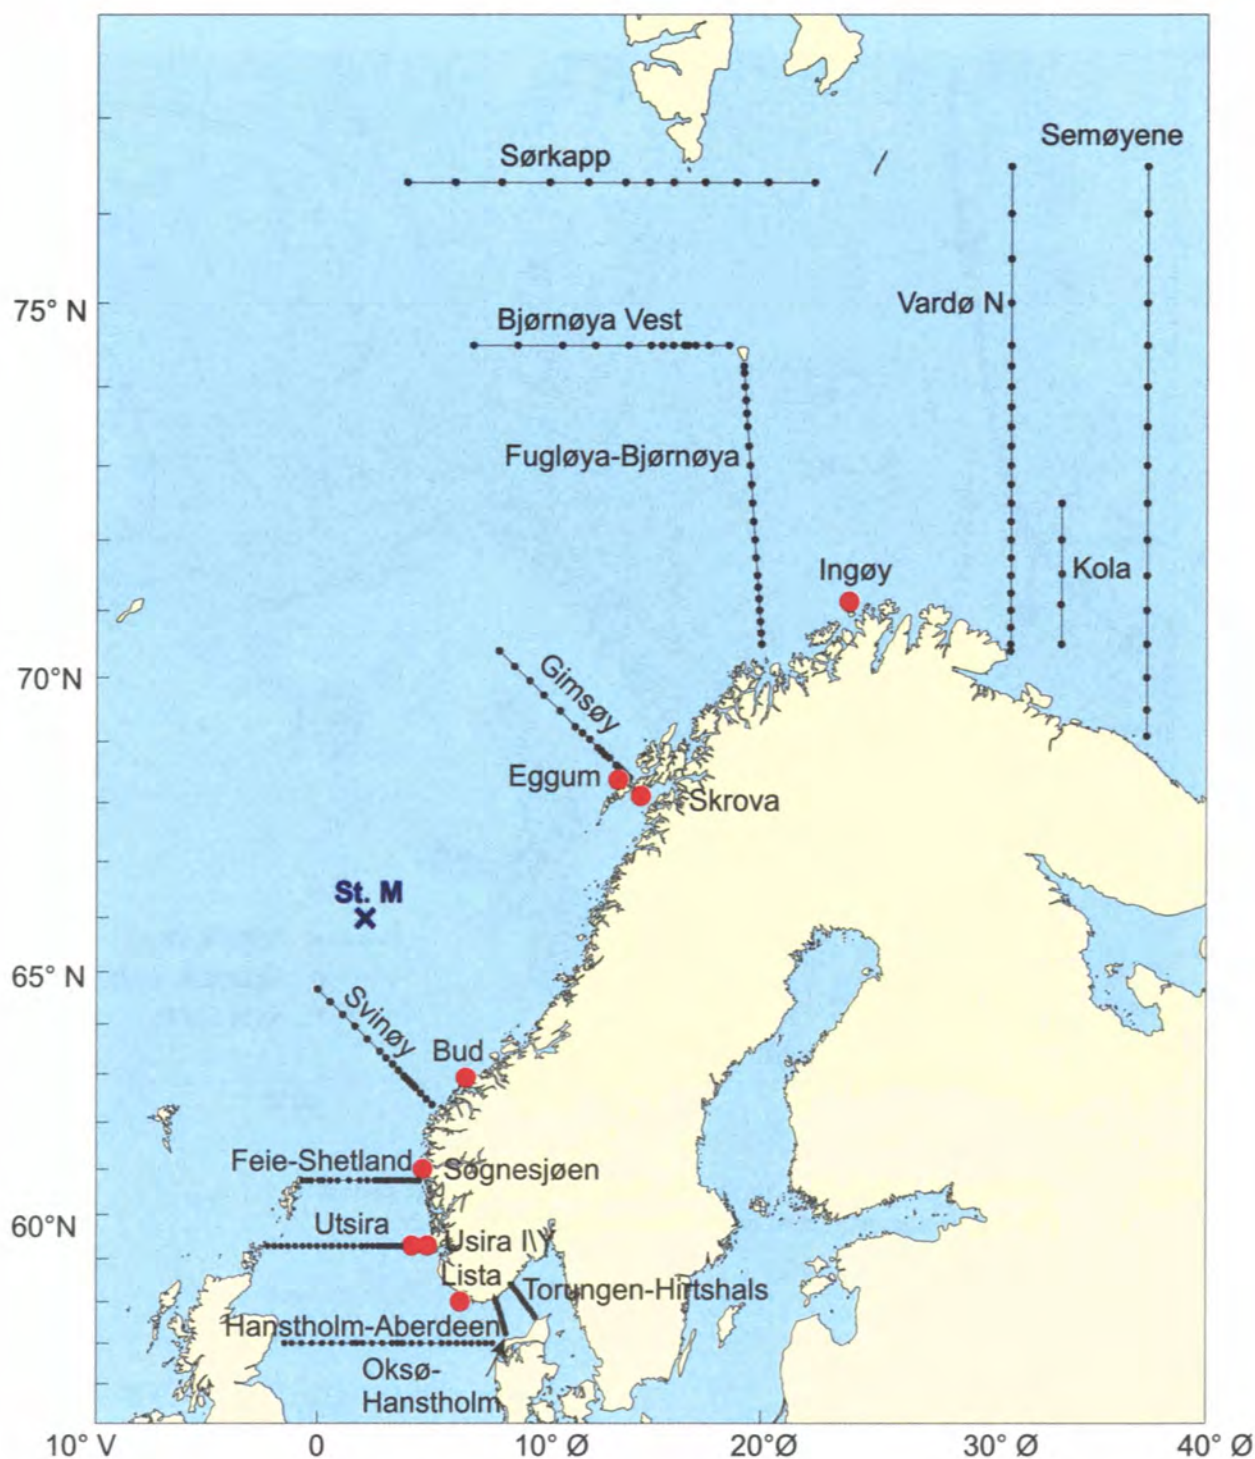 Semøyene
Sørkapp
75° N
Vardø N
Bjørnøya Vest
Fugløya-Bjørnøya
Ingøy
Kola
70°N
Gimsøy
Eggum
Skrova
St. M
65° N
Svinøy
Bud
Feie-Shetland
Sognesjøen
60°N
Utsira
Usira I\Y
Lista
Torungen-Hirtshals
Hanstholm-Aberdeen
Oksø-
Hanstholm
10° V
0
10° Ø
20°Ø
30° Ø
40° Ø